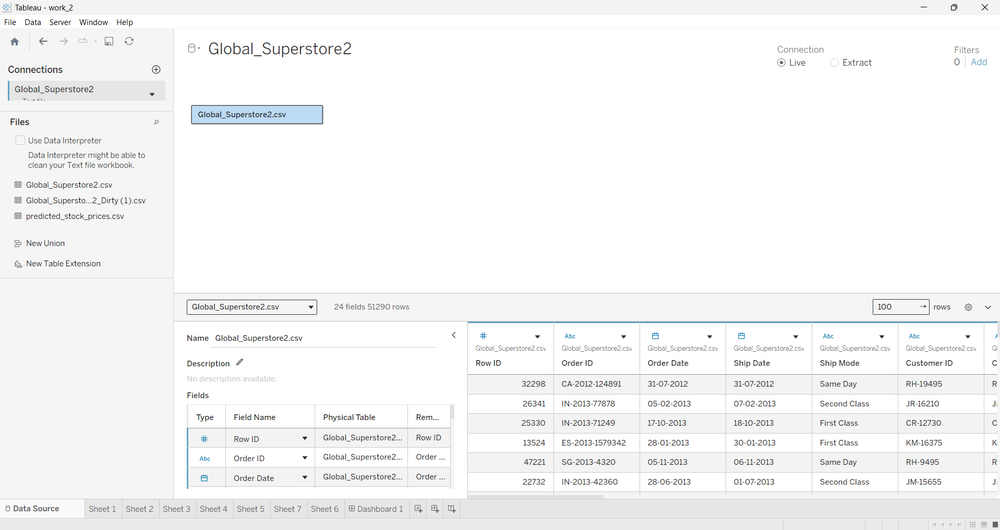 Tableau - work_2
File Data Server Window Help
Connections
Global_Superstore2
Text file
Files
Use Data Interpreter
Data Interpreter might be able to
clean your Text file workbook.
Global_Superstore2.csv
Global_Supersto...2_Dirty (1).csv
predicted_stock_prices.csv
New Union
New Table Extension
Global_Superstore2
Connection
Live Extract
Filters
0 Add
Global_Superstore2.csv
Global_Superstore2.csv 24 fields 51290 rows 100 rows
Name Global_Superstore2.csv
Description
No description available.
Fields
Type Field Name Physical Table Rem...
Row ID Global_Superstore2... Row ID
Abc Order ID Global_Superstore2... Order ...
Order Date Global_Superstore2... Order ...
Abc Abc Abc
Global_Superstore2.csv Global_Superstore2.csv Global_Superstore2.csv Global_Superstore2.csv Global_Superstore2.csv Global_Superstore2.csv Gl
Row ID Order ID Order Date Ship Date Ship Mode Customer ID C
32298 CA-2012-124891 31-07-2012 31-07-2012 Same Day RH-19495 R
26341 IN-2013-77878 05-02-2013 07-02-2013 Second Class JR-16210
25330 IN-2013-71249 17-10-2013 18-10-2013 First Class CR-12730 C
13524 ES-2013-1579342 28-01-2013 30-01-2013 First Class KM-16375 K
47221 SG-2013-4320 05-11-2013 06-11-2013 Same Day RH-9495 R
22732 IN-2013-42360 28-06-2013 01-07-2013 Second Class JM-15655
Data Source Sheet 1 Sheet 2 Sheet 3 Sheet 4 Sheet 5 Sheet 7 Sheet 6 Dashboard 1